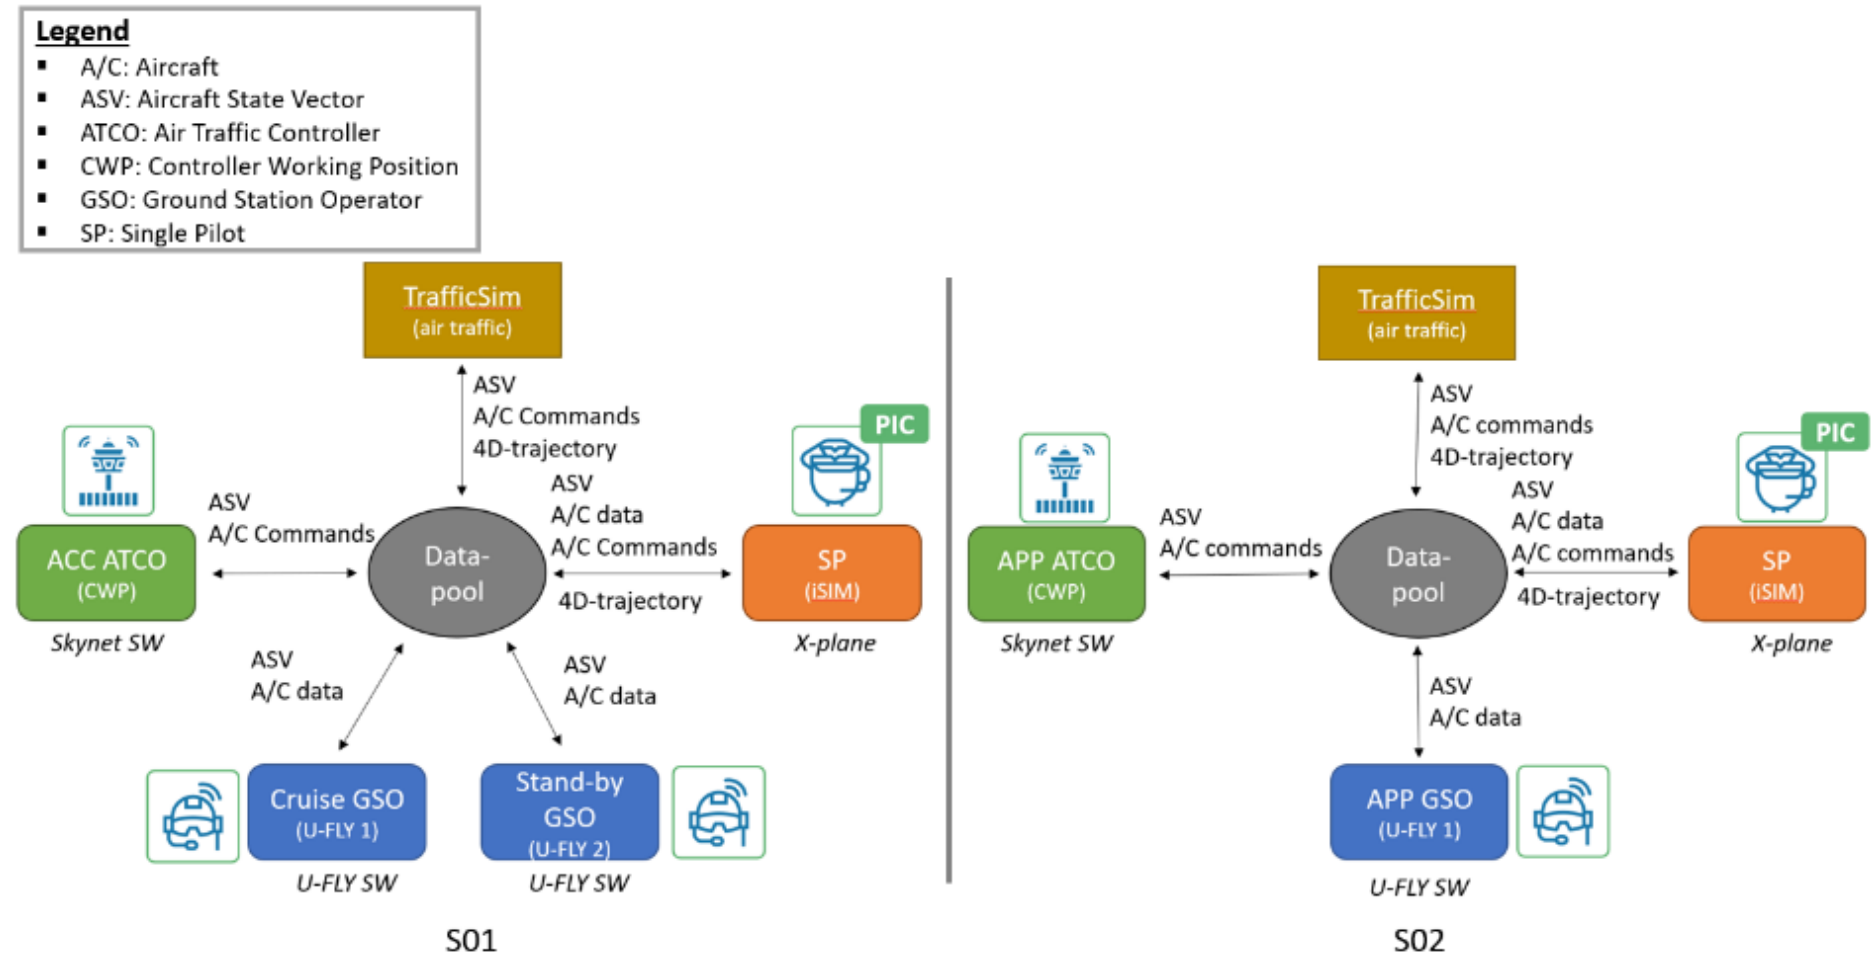 Legend
▪ A/C: Aircraft
▪ ASV: Aircraft State Vector
▪ ATCO: Air Traffic Controller
▪ CWP: Controller Working Position
▪ GSO: Ground Station Operator
▪ SP: Single Pilot
TrafficSim
(air traffic)
ASV
A/C Commands
4D-trajectory
PIC
ASV
A/C Commands
ASV
A/C data
A/C Commands
4D-trajectory
ACC ATCO
(CWP)
Skynet SW
Data-
pool
SP
(iSIM)
X-plane
ASV
A/C data
ASV
A/C data
Cruise GSO
(U-FLY 1)
U-FLY SW
Stand-by
GSO
(U-FLY 2)
U-FLY SW
S01
TrafficSim
(air traffic)
ASV
A/C commands
4D-trajectory
PIC
ASV
A/C commands
ASV
A/C data
A/C commands
4D-trajectory
APP ATCO
(CWP)
Skynet SW
Data-
pool
SP
(iSIM)
X-plane
ASV
A/C data
APP GSO
(U-FLY 1)
U-FLY SW
S02